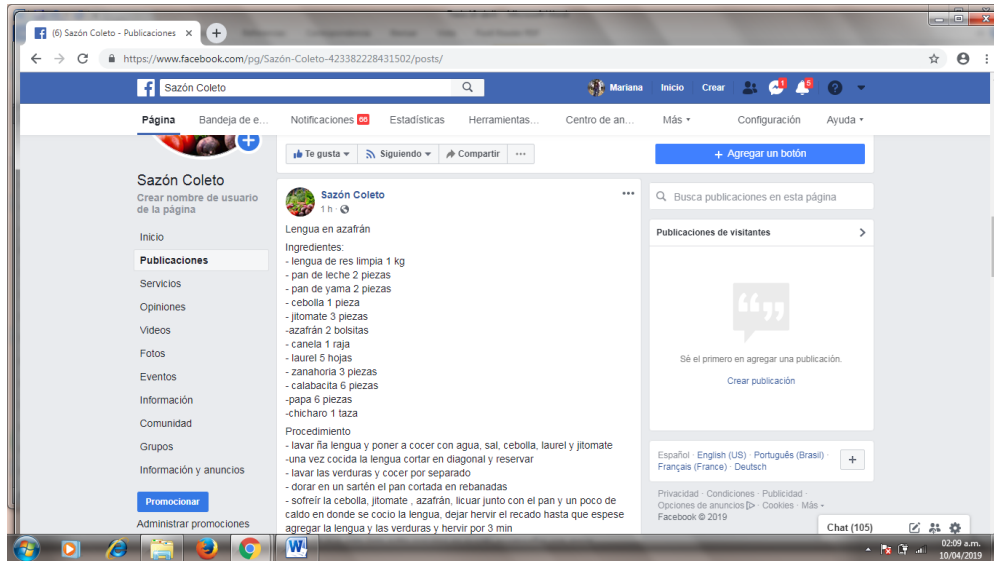 (6) Sazón Coleto - Publicaciones
https://www.facebook.com/pg/Sazón-Coleto-423382228431502/posts/
Sazón Coleto
Mariana Inicio Crear 1 5
Página Bandeja de e... Notificaciones 66 Estadísticas Herramientas... Centro de an... Más Configuración Ayuda
Te gusta Siguiendo Compartir ...
+ Agregar un botón
Sazón Coleto
Crear nombre de usuario
de la página
Inicio
Publicaciones
Servicios
Opiniones
Videos
Fotos
Eventos
Información
Comunidad
Grupos
Información y anuncios
Promocionar
Administrar promociones
Sazón Coleto
1 h
Lengua en azafrán
Ingredientes:
- lengua de res limpia 1 kg
- pan de leche 2 piezas
- pan de yama 2 piezas
- cebolla 1 pieza
- jitomate 3 piezas
-azafrán 2 bolsitas
- canela 1 raja
- laurel 5 hojas
- zanahoria 3 piezas
- calabacita 6 piezas
-papa 6 piezas
-chicharo 1 taza
Procedimiento
- lavar ña lengua y poner a cocer con agua, sal, cebolla, laurel y jitomate
-una vez cocida la lengua cortar en diagonal y reservar
- lavar las verduras y cocer por separado
- dorar en un sartén el pan cortada en rebanadas
- sofreír la cebolla, jitomate , azafrán, licuar junto con el pan y un poco de
caldo en donde se cocio la lengua, dejar hervir el recado hasta que espese
agregar la lengua y las verduras y hervir por 3 min
Busca publicaciones en esta página
Publicaciones de visitantes
Sé el primero en agregar una publicación.
Crear publicación
Español · English (US) · Português (Brasil) ·
Français (France) · Deutsch
Privacidad · Condiciones · Publicidad ·
Opciones de anuncios · Cookies · Más
Facebook © 2019
Chat (105)
02:09 a.m.
10/04/2019